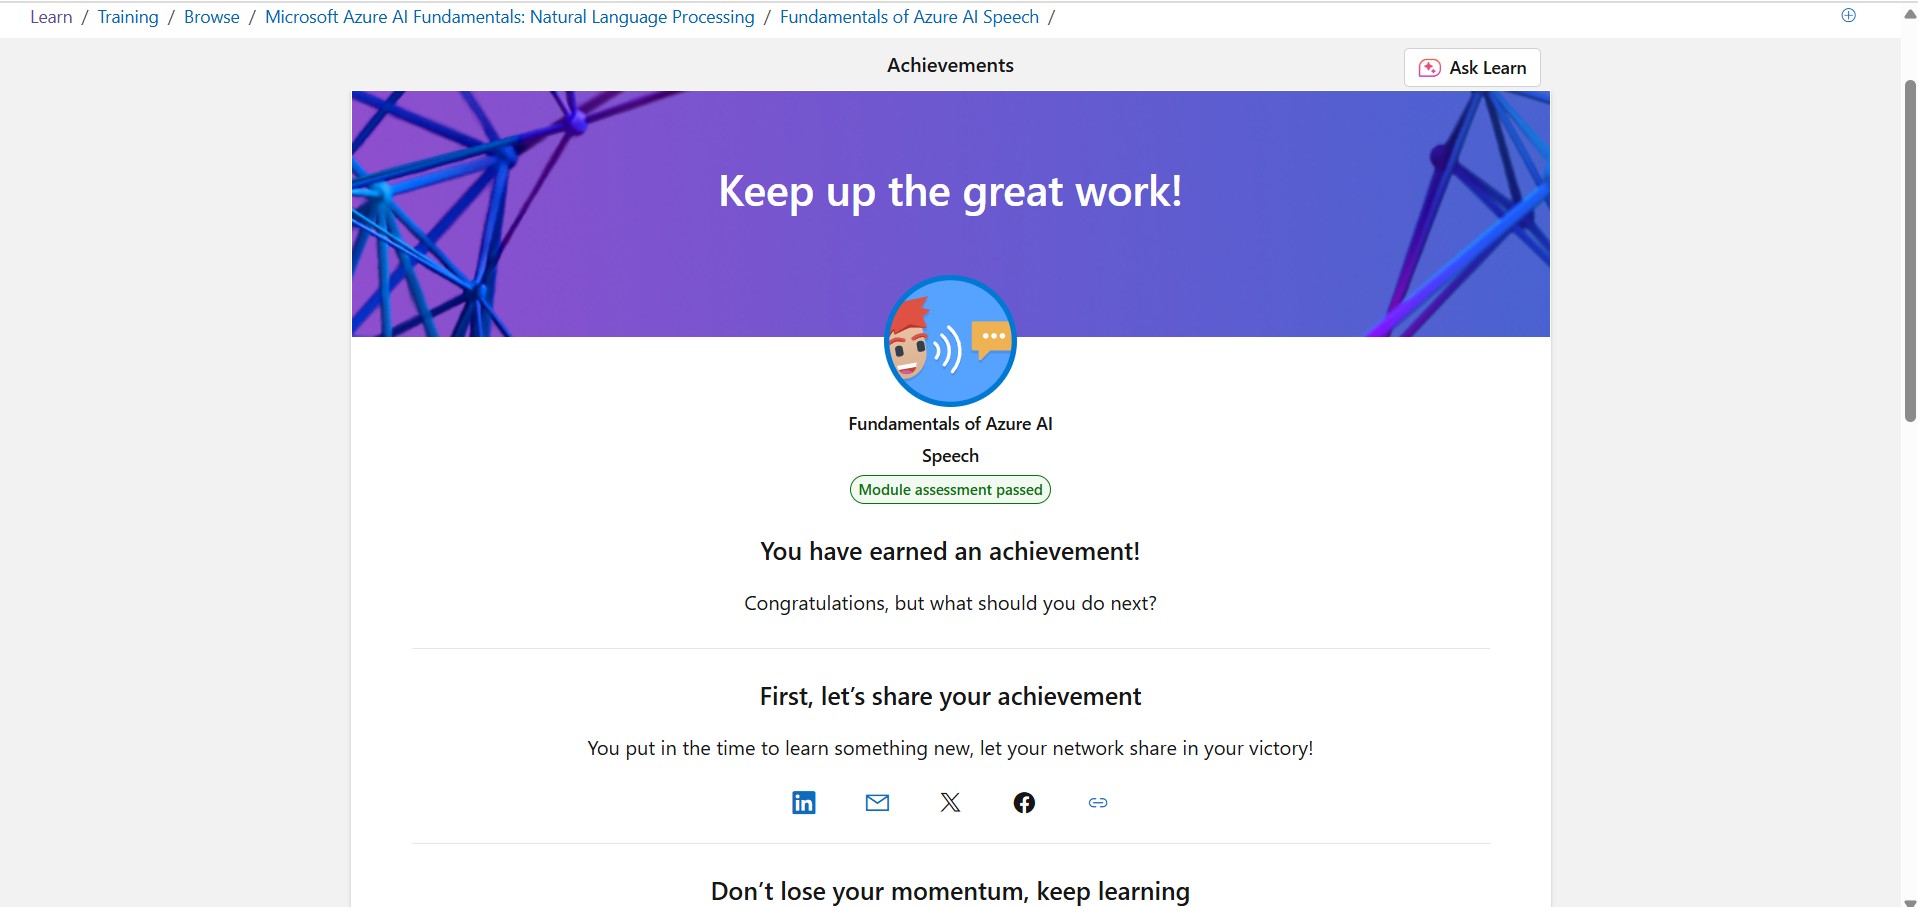 Learn / Training / Browse / Microsoft Azure AI Fundamentals: Natural Language Processing / Fundamentals of Azure AI Speech /
Achievements
Ask Learn
Keep up the great work!
Fundamentals of Azure AI
Speech
Module assessment passed
You have earned an achievement!
Congratulations, but what should you do next?
First, let’s share your achievement
You put in the time to learn something new, let your network share in your victory!
in
Don’t lose your momentum, keep learning